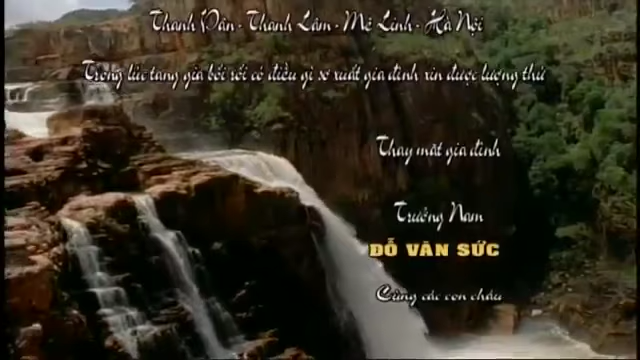 Thanh Vân - Thanh Lâm - Mê Linh - Hà Nội
Trong lúc tang gia bối rối có điều gì sơ xuất gia đình xin được lượng thứ
Thay mặt gia đình
Trưởng Nam
ĐỖ VĂN SỨC
Cùng các con cháu